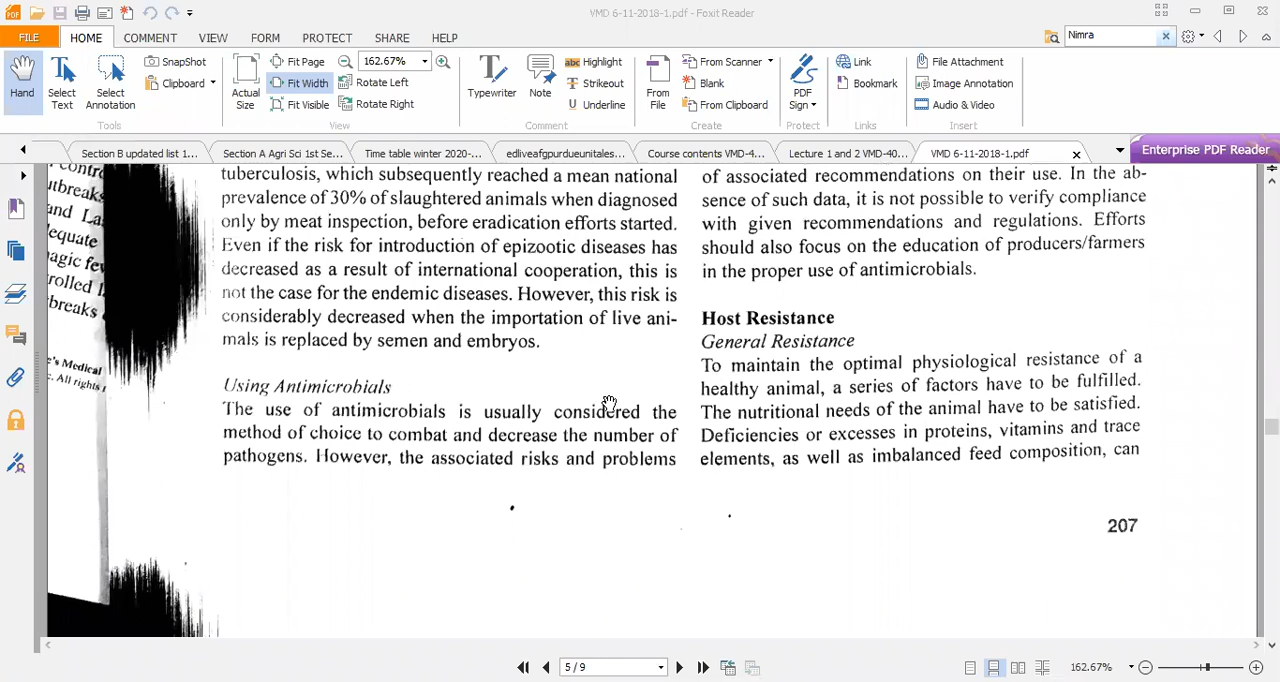 VMD 6-11-2018-1.pdf - Foxit Reader
FILE HOME COMMENT VIEW FORM PROTECT SHARE HELP
Nimra
Hand
Select Text
Select Annotation
SnapShot
Clipboard
Tools
Actual Size
Fit Page
Fit Width
Fit Visible
162.67%
Rotate Left
Rotate Right
View
Typewriter
Note
Highlight
Strikeout
Underline
Comment
From File
From Scanner
Blank
From Clipboard
Create
PDF Sign
Protect
Link
Bookmark
Links
File Attachment
Image Annotation
Audio & Video
Insert
Section B updated list 1...
Section A Agri Sci 1st Se...
Time table wriren 2020-...
edliveafgpurdueunitales...
Course contents VMD-4...
Lecture 1 and 2 VMD-40...
VMD 6-11-2018-1.pdf
Enterprise PDF Reader
utbreaks
and La
lequate
agic fev
rolled
breaks
's Medical
c. All rights
tuberculosis, which subsequently reached a mean national
prevalence of 30% of slaughtered animals when diagnosed
only by meat inspection, before eradication efforts started.
Even if the risk for introduction of epizootic diseases has
decreased as a result of international cooperation, this is
not the case for the endemic diseases. However, this risk is
considerably decreased when the importation of live ani-
mals is replaced by semen and embryos.
Using Antimicrobials
The use of antimicrobials is usually considered the
method of choice to combat and decrease the number of
pathogens. However, the associated risks and problems
of associated recommendations on their use. In the ab-
sence of such data, it is not possible to verify compliance
with given recommendations and regulations. Efforts
should also focus on the education of producers/farmers
in the proper use of antimicrobials.
Host Resistance
General Resistance
To maintain the optimal physiological resistance of a
healthy animal, a series of factors have to be fulfilled.
The nutritional needs of the animal have to be satisfied.
Deficiencies or excesses in proteins, vitamins and trace
elements, as well as imbalanced feed composition, can
207
5 / 9
162.67%